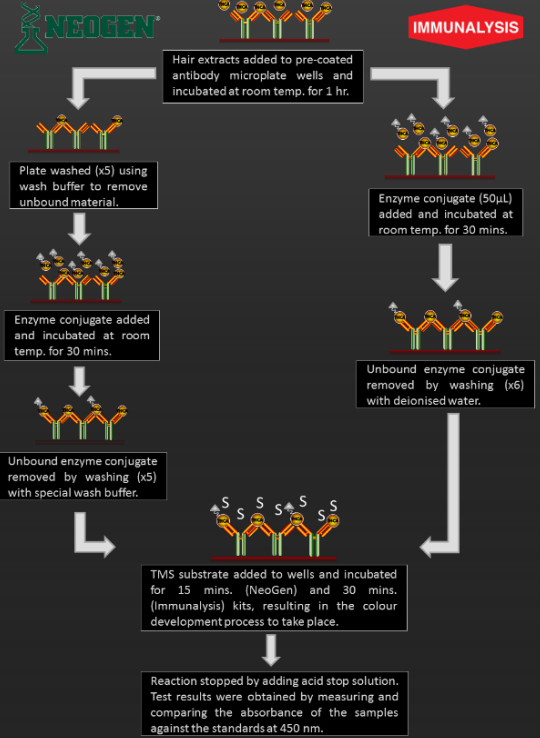 NEOGEN®
IMMUNALYSIS
Hair extracts added to pre-coated
antibody microplate wells and
incubated at room temp. for 1 hr.
Plate washed (x5) using
wash buffer to remove
unbound material.
Enzyme conjugate (50µL)
added and incubated at
room temp. for 30 mins.
Enzyme conjugate added
and incubated at room
temp. for 30 mins.
Unbound enzyme conjugate
removed by washing (x6)
with deionised water.
Unbound enzyme conjugate
removed by washing (x5)
with special wash buffer.
S S S S S S
TMS substrate added to wells and incubated
for 15 mins. (NeoGen) and 30 mins.
(Immunalysis) kits, resulting in the colour
development process to take place.
Reaction stopped by adding acid stop solution.
Test results were obtained by measuring and
comparing the absorbance of the samples
against the standards at 450 nm.